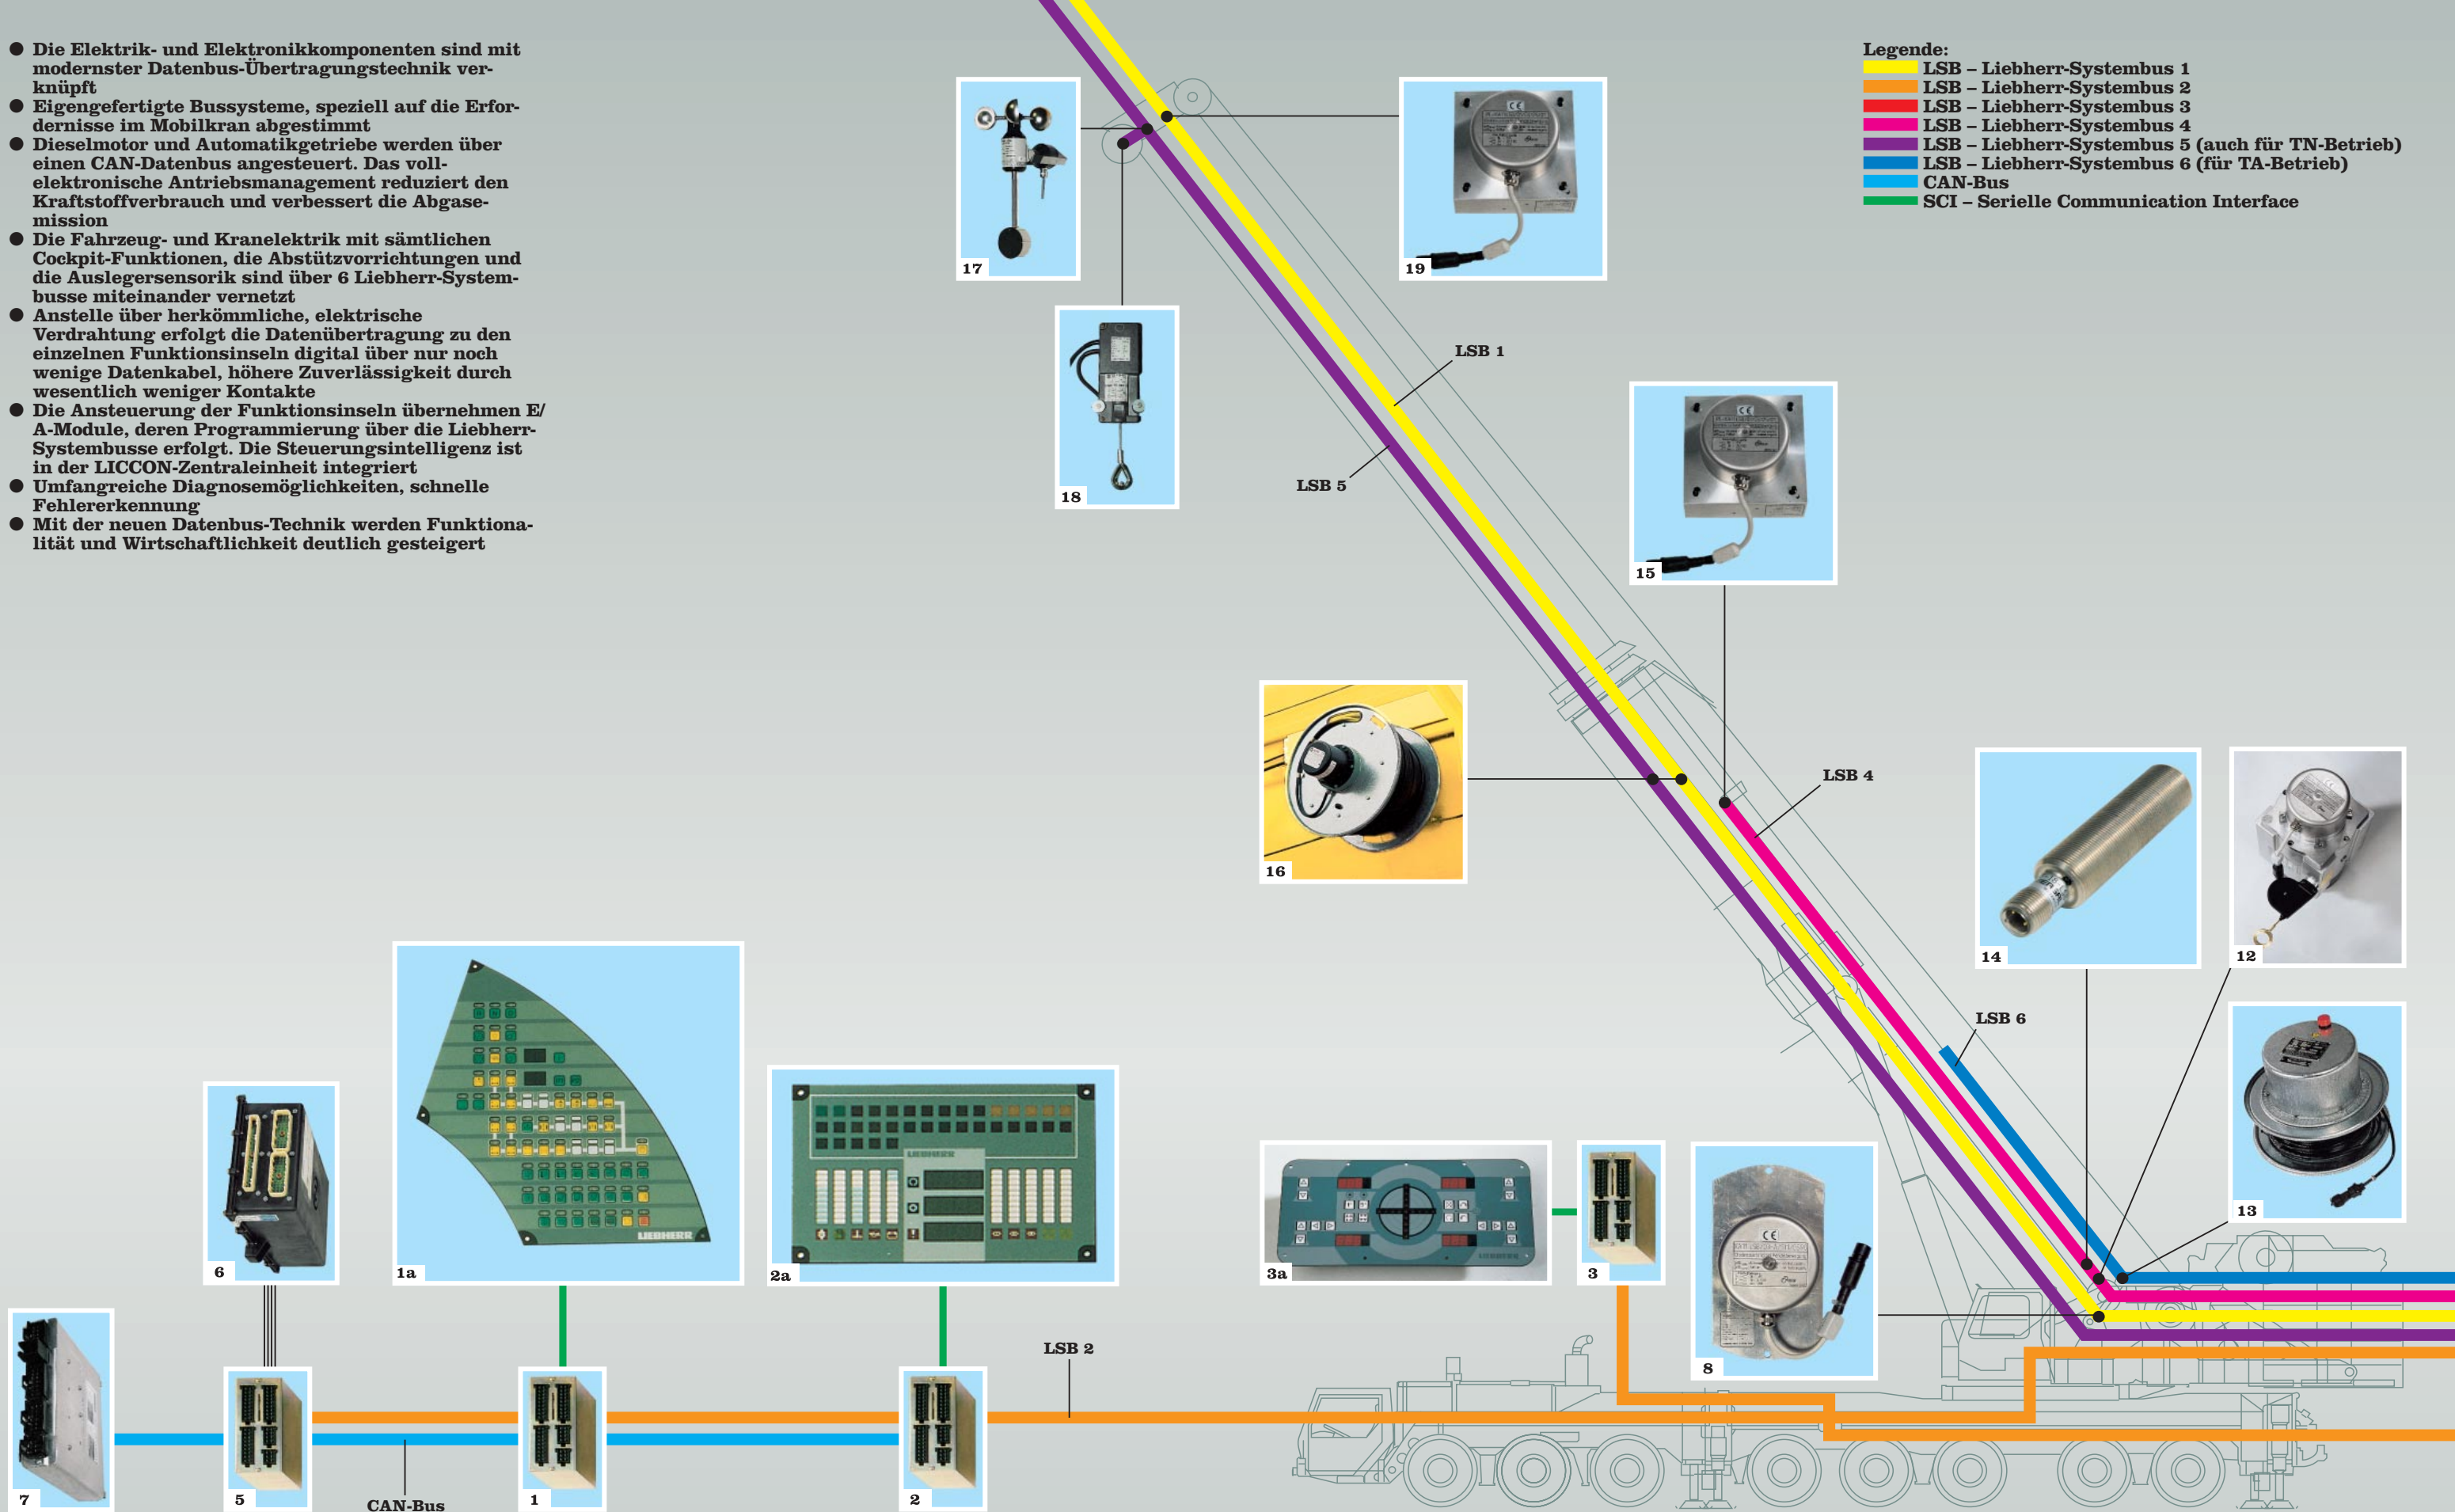 ● Die Elektrik- und Elektronikkomponenten sind mit
modernster Datenbus-Übertragungstechnik ver-
knüpft
● Eigengefertigte Bussysteme, speziell auf die Erfor-
dernisse im Mobilkran abgestimmt
● Dieselmotor und Automatikgetriebe werden über
einen CAN-Datenbus angesteuert. Das voll-
elektronische Antriebsmanagement reduziert den
Kraftstoffverbrauch und verbessert die Abgase-
mission
● Die Fahrzeug- und Kranelektrik mit sämtlichen
Cockpit-Funktionen, die Abstützvorrichtungen und
die Auslegersensorik sind über 6 Liebherr-System-
busse miteinander vernetzt
● Anstelle über herkömmliche, elektrische
Verdrahtung erfolgt die Datenübertragung zu den
einzelnen Funktionsinseln digital über nur noch
wenige Datenkabel, höhere Zuverlässigkeit durch
wesentlich weniger Kontakte
● Die Ansteuerung der Funktionsinseln übernehmen E/
A-Module, deren Programmierung über die Liebherr-
Systembusse erfolgt. Die Steuerungsintelligenz ist
in der LICCON-Zentraleinheit integriert
● Umfangreiche Diagnosemöglichkeiten, schnelle
Fehlererkennung
● Mit der neuen Datenbus-Technik werden Funktiona-
lität und Wirtschaftlichkeit deutlich gesteigert
Legende:
LSB – Liebherr-Systembus 1
LSB – Liebherr-Systembus 2
LSB – Liebherr-Systembus 3
LSB – Liebherr-Systembus 4
LSB – Liebherr-Systembus 5 (auch für TN-Betrieb)
LSB – Liebherr-Systembus 6 (für TA-Betrieb)
CAN-Bus
SCI – Serielle Communication Interface
17
CE
19
18
LSB 1
LSB 5
CE
15
16
LSB 4
14
12
LSB 6
13
6
LIEBHERR
1a
LIEBHERR
2a
LIEBHERR
3a
3
CE
8
LSB 2
7
5
CAN-Bus
1
2